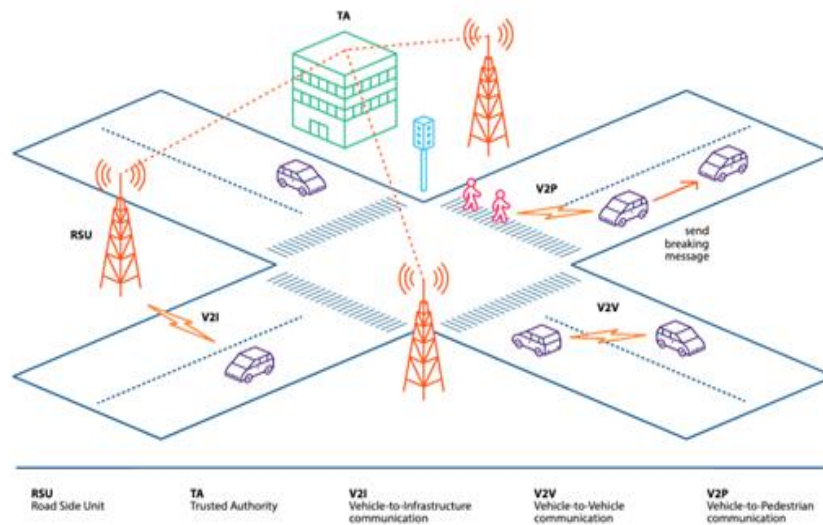 TA
V2P
RSU
send
breaking
message
V2I
V2V
RSU
Road Side Unit
TA
Trusted Authority
V2I
Vehicle-to-Infrastructure
communication
V2V
Vehicle-to-Vehicle
communication
V2P
Vehicle-to-Pedestrian
communication